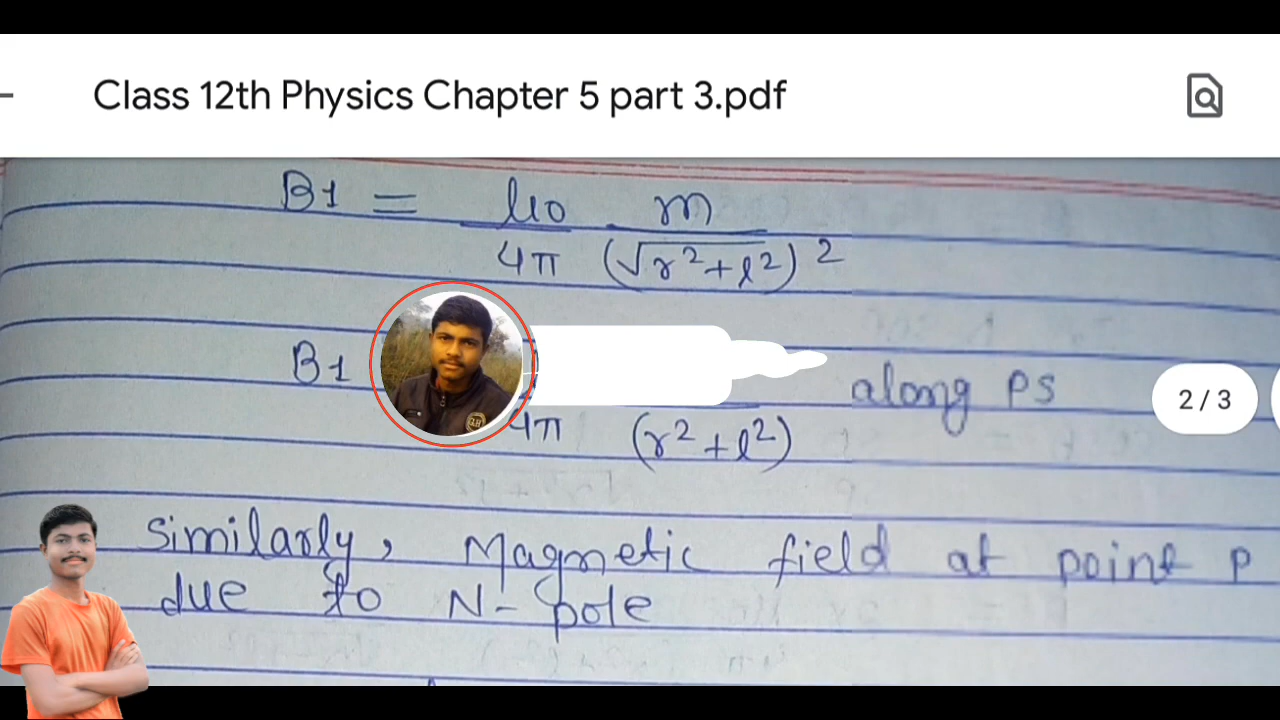 Class 12th Physics Chapter 5 part 3.pdf
B1 = μ0 m
4π (√r²+l²)²
B1 along PS
2 / 3
4π (r²+l²)
Similarly, Magnetic field at point P
due to N-pole